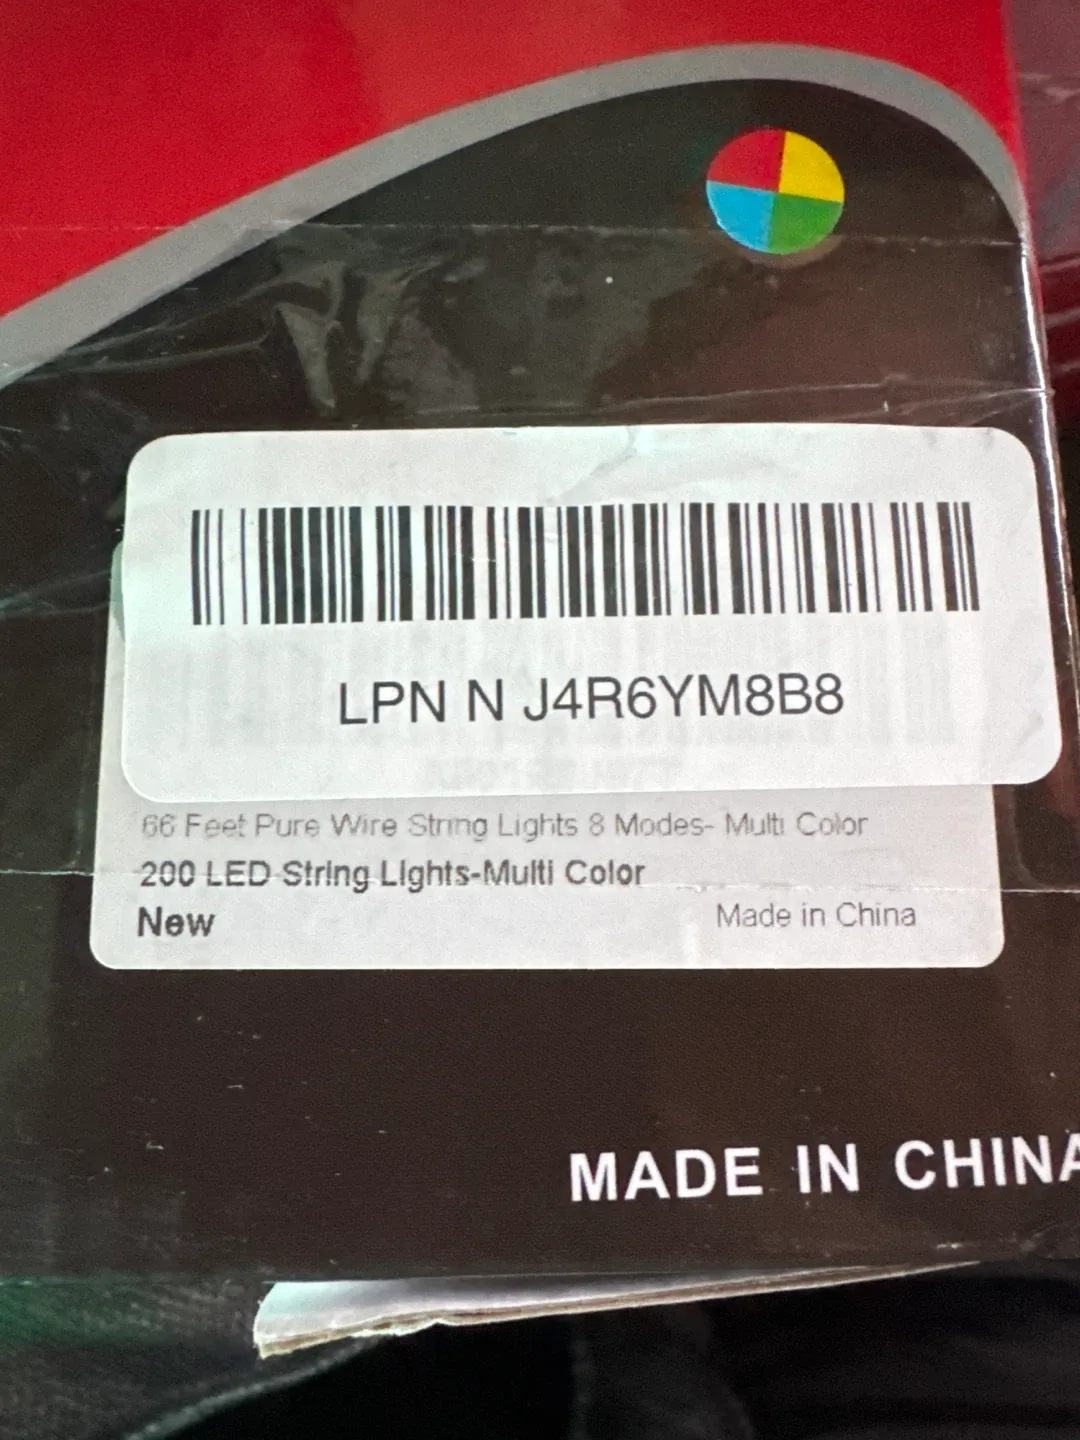 LPN N J4R6YM8B8
66 Feet Pure Wire String Lights 8 Modes- Multi Color
200 LED String Lights-Multi Color
New
Made in China
MADE IN CHINA